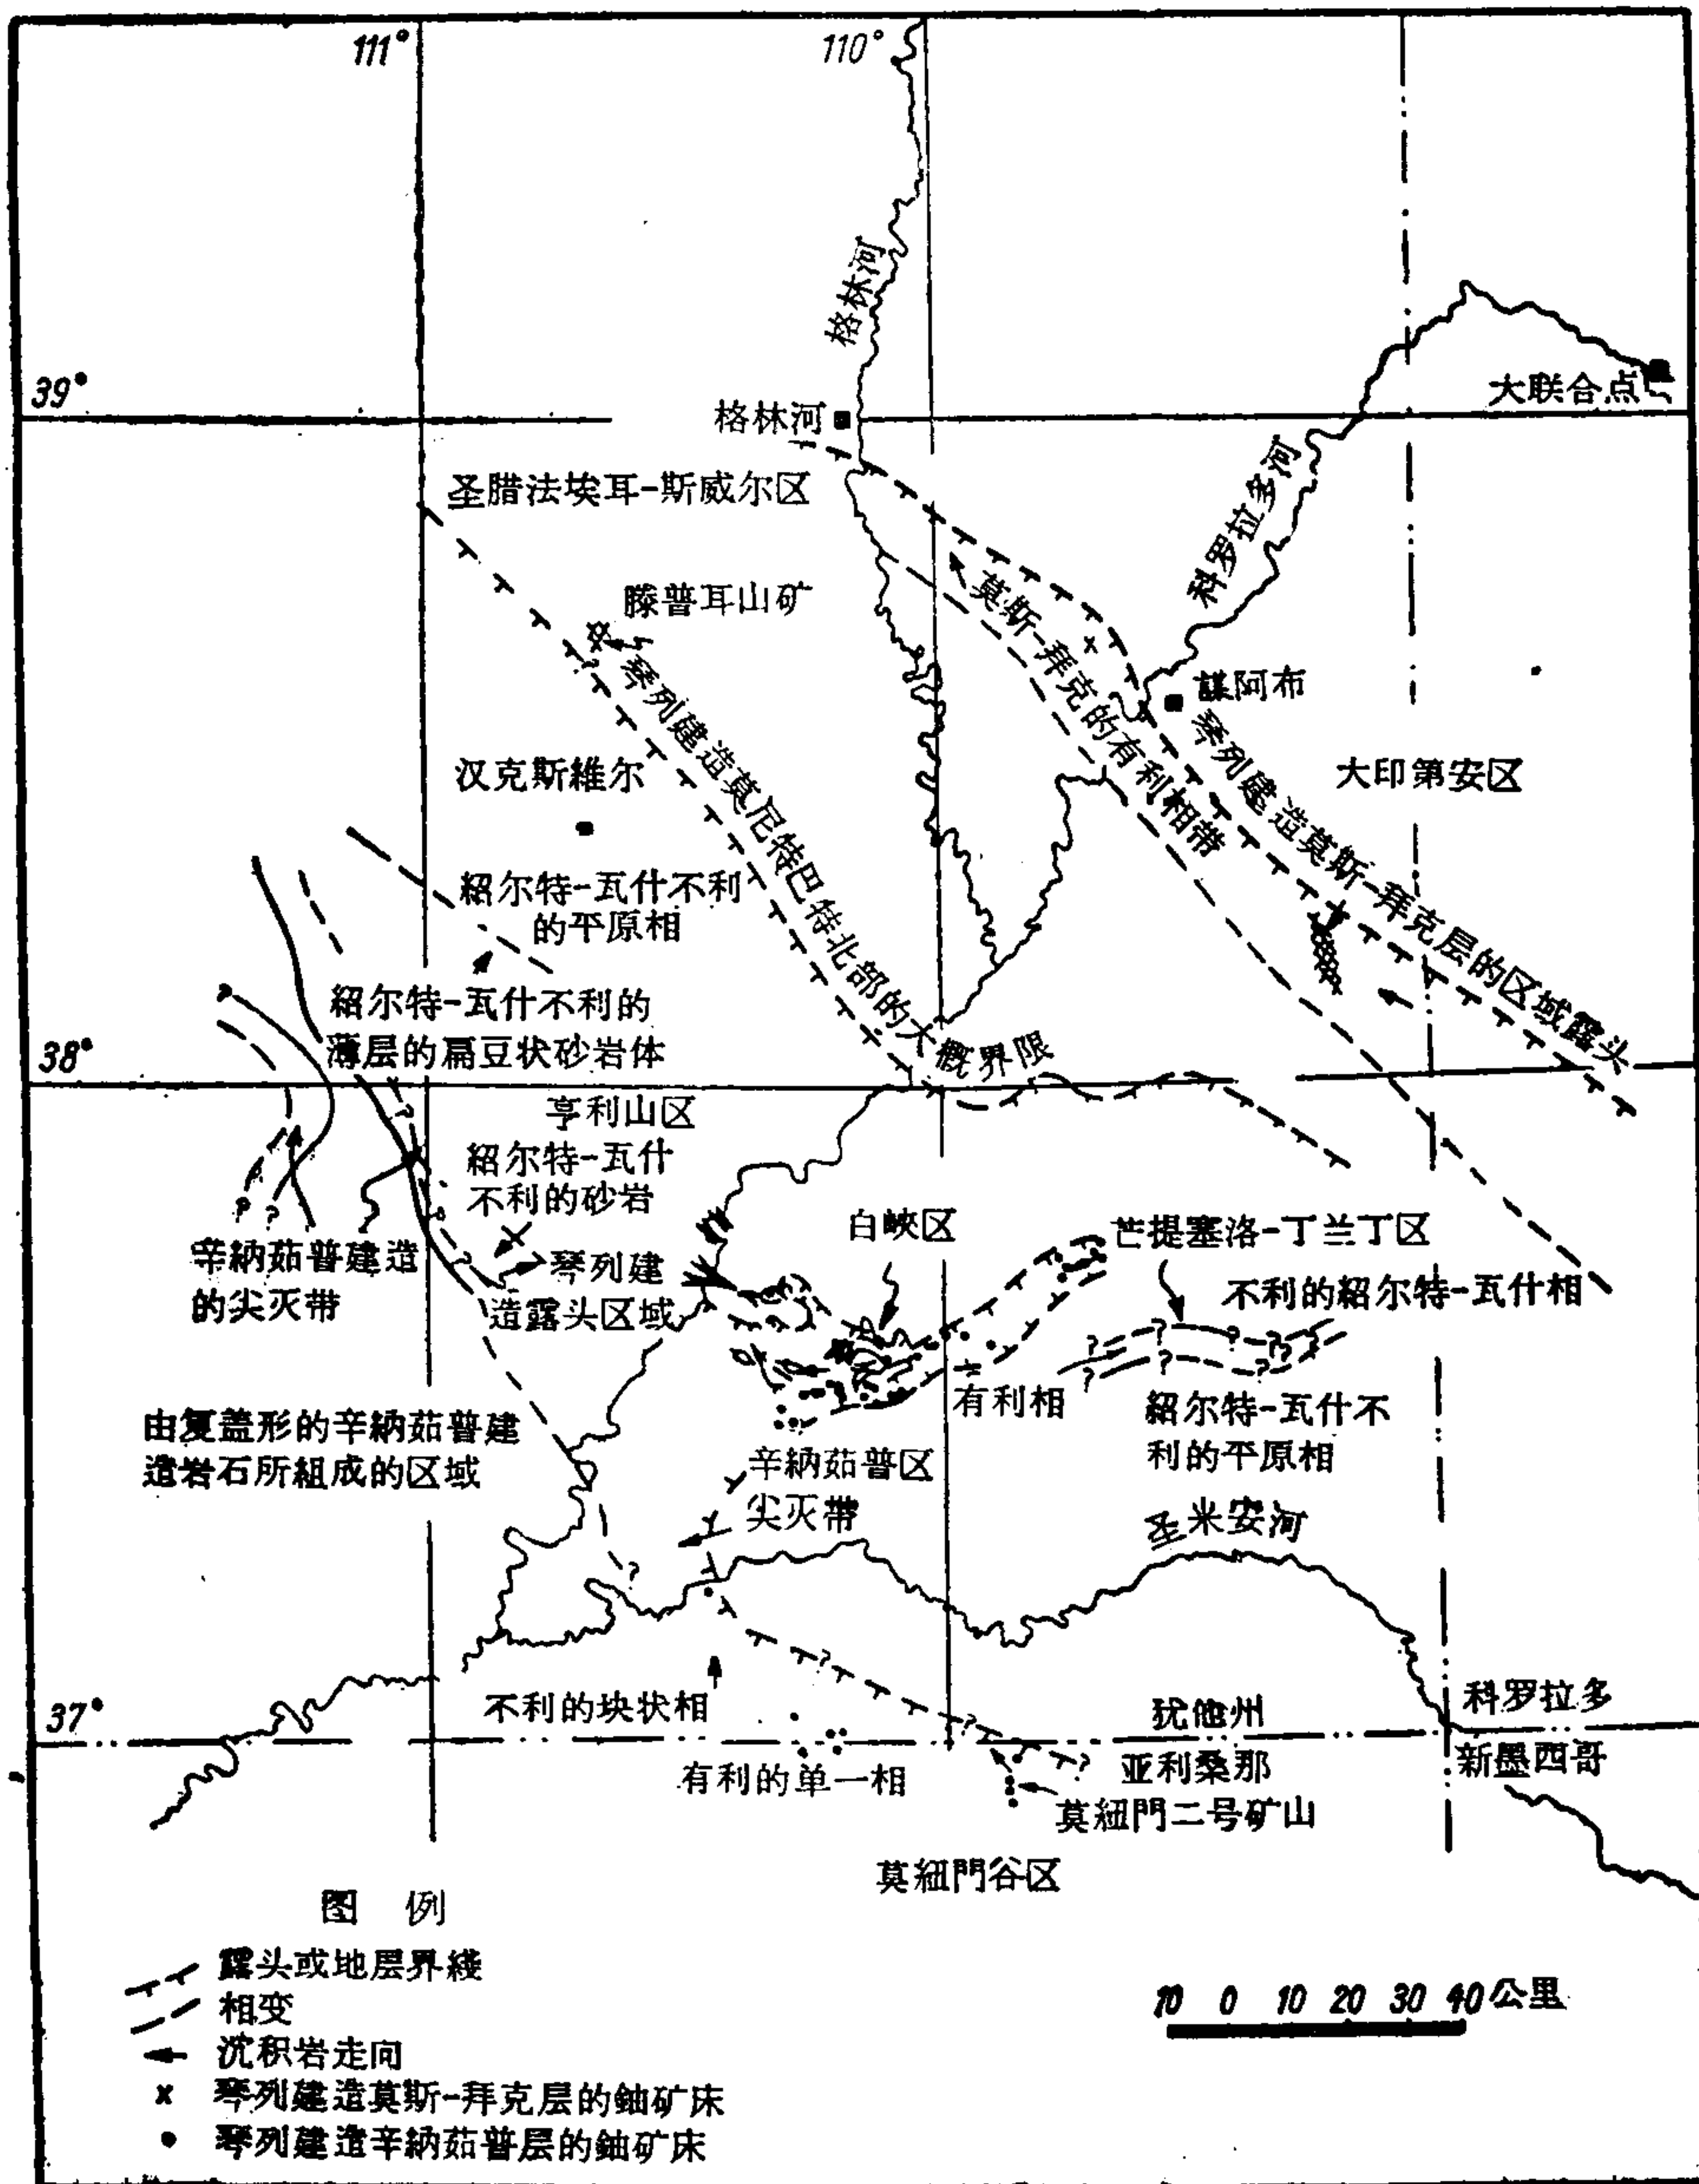 111°
110°
格林河
39°
格林河
大联合点
圣腊法埃耳-斯威尔区
科罗拉多河
滕普耳山矿
莫斯-拜克的有利相带
謀阿布
琴列建造莫尼特巴特北部的大概界限
琴列建造莫斯-拜克层的区域露头
汉克斯維尔
大印第安区
紹尔特-瓦什不利
的平原相
紹尔特-瓦什不利的
薄层的扁豆状砂岩体
38°
亨利山区
紹尔特-瓦什
不利的砂岩
白峽区
芒提塞洛-丁兰丁区
辛納茹普建造
的尖灭带
琴列建
造露头区域
不利的紹尔特-瓦什相
有利相
紹尔特-瓦什不
利的平原相
由复盖形的辛納茹普建
造岩石所組成的区域
辛納茹普区
尖灭带
圣米安河
不利的块状相
37°
犹他州
科罗拉多
亚利桑那
新墨西哥
有利的单一相
莫紐門二号矿山
莫紐門谷区
图 例
露头或地层界綫
相变
沉积岩走向
x 琴列建造莫斯-拜克层的鈾矿床
• 琴列建造辛納茹普层的鈾矿床
10 0 10 20 30 40 公里